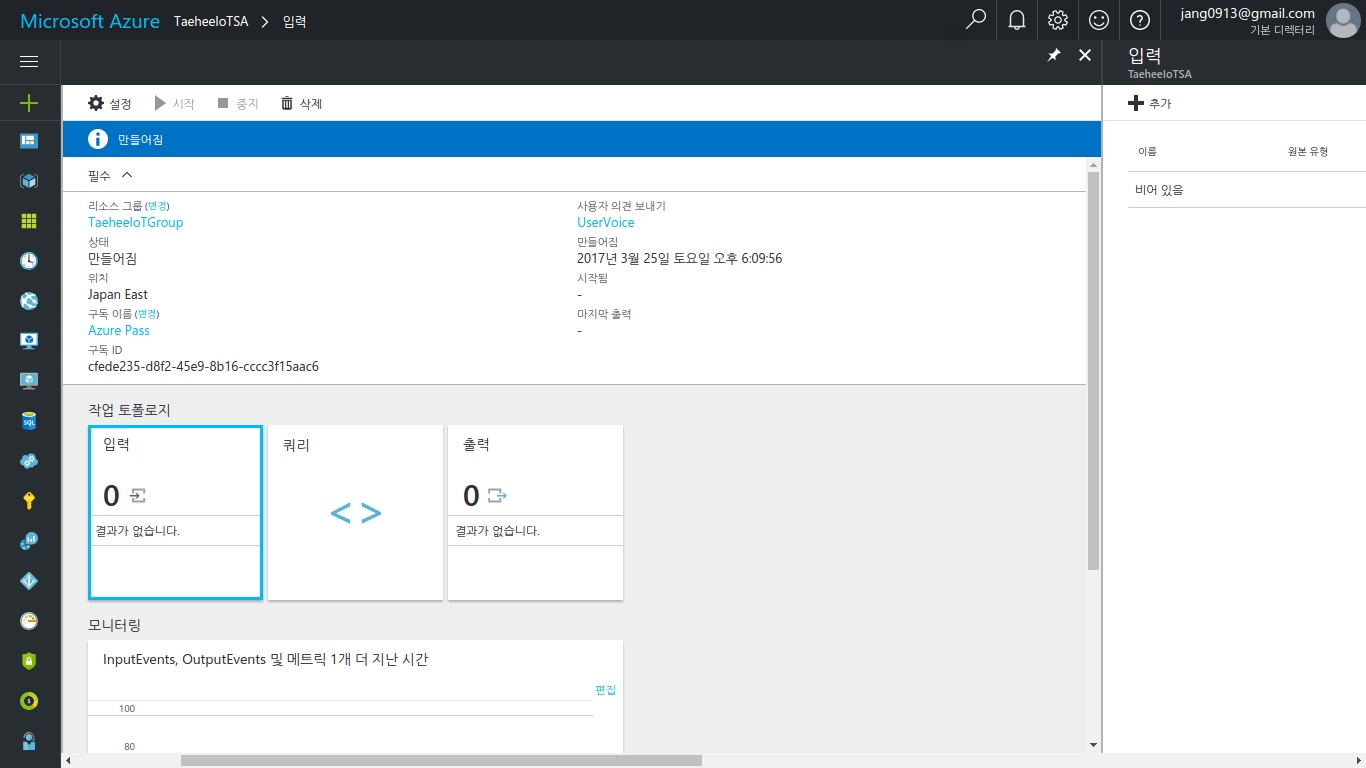 Microsoft Azure TaeheeIoTSA > 입력
jang0913@gmail.com
기본 디렉터리
입력
TaeheeIoTSA
설정 시작 중지 삭제
추가
만들어짐
이름 원본 유형
비어 있음
필수
리소스 그룹 (변경)
TaeheeIoTGroup
상태
만들어짐
위치
Japan East
구독 이름 (변경)
Azure Pass
구독 ID
cfede235-d8f2-45e9-8b16-cccc3f15aac6
사용자 의견 보내기
UserVoice
만들어짐
2017년 3월 25일 토요일 오후 6:09:56
시작됨
-
마지막 출력
-
작업 토폴로지
입력
0
결과가 없습니다.
쿼리
< >
출력
0
결과가 없습니다.
모니터링
InputEvents, OutputEvents 및 메트릭 1개 더 지난 시간
편집
100
80
SQL